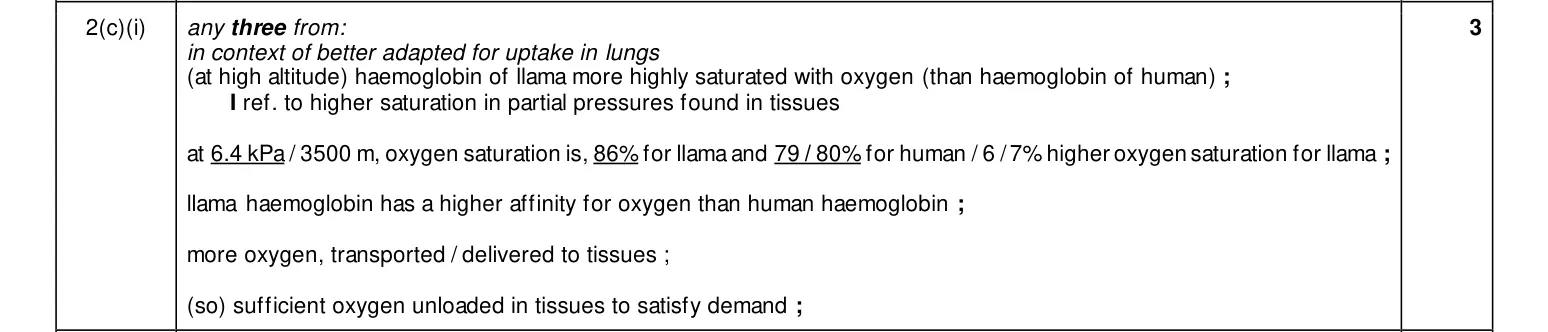 2(c)(i)
any three from:
3
in context of better adapted for uptake in lungs
(at high altitude) haemoglobin of llama more highly saturated with oxygen (than haemoglobin of human) ;
I ref. to higher saturation in partial pressures found in tissues
at 6.4 kPa / 3500 m, oxygen saturation is, 86% for llama and 79 / 80% for human / 6 / 7% higher oxygen saturation for llama ;
llama haemoglobin has a higher affinity for oxygen than human haemoglobin ;
more oxygen, transported / delivered to tissues ;
(so) sufficient oxygen unloaded in tissues to satisfy demand ;